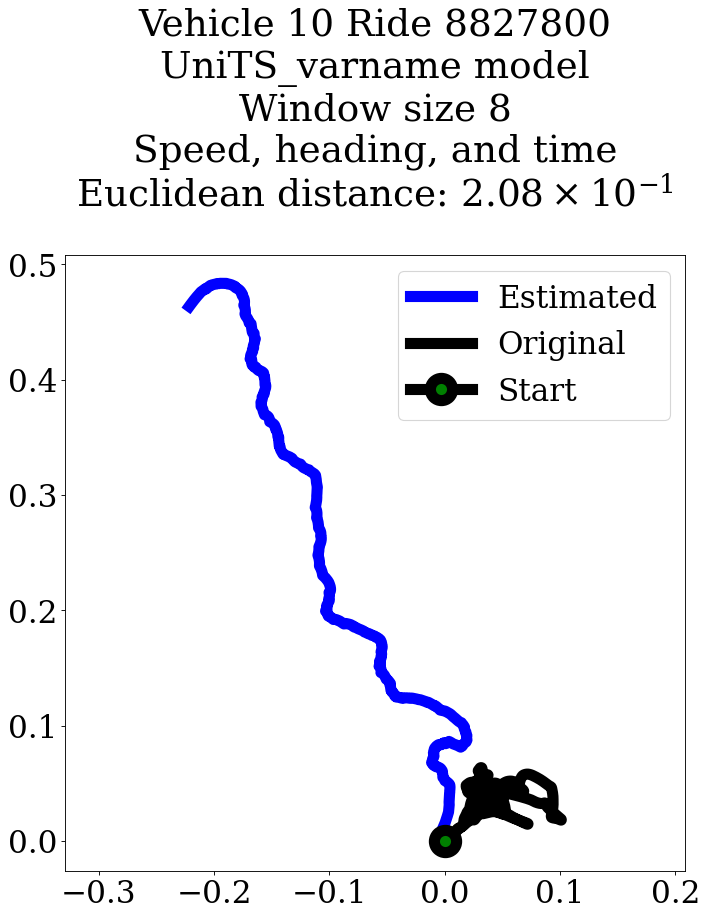 Vehicle 10 Ride 8827800
UniTS_varname model
Window size 8
Speed, heading, and time
Euclidean distance: 2.08 × 10⁻¹
0.5
0.4
0.3
0.2
0.1
0.0
Estimated
Original
Start
−0.3 −0.2 −0.1 0.0 0.1 0.2